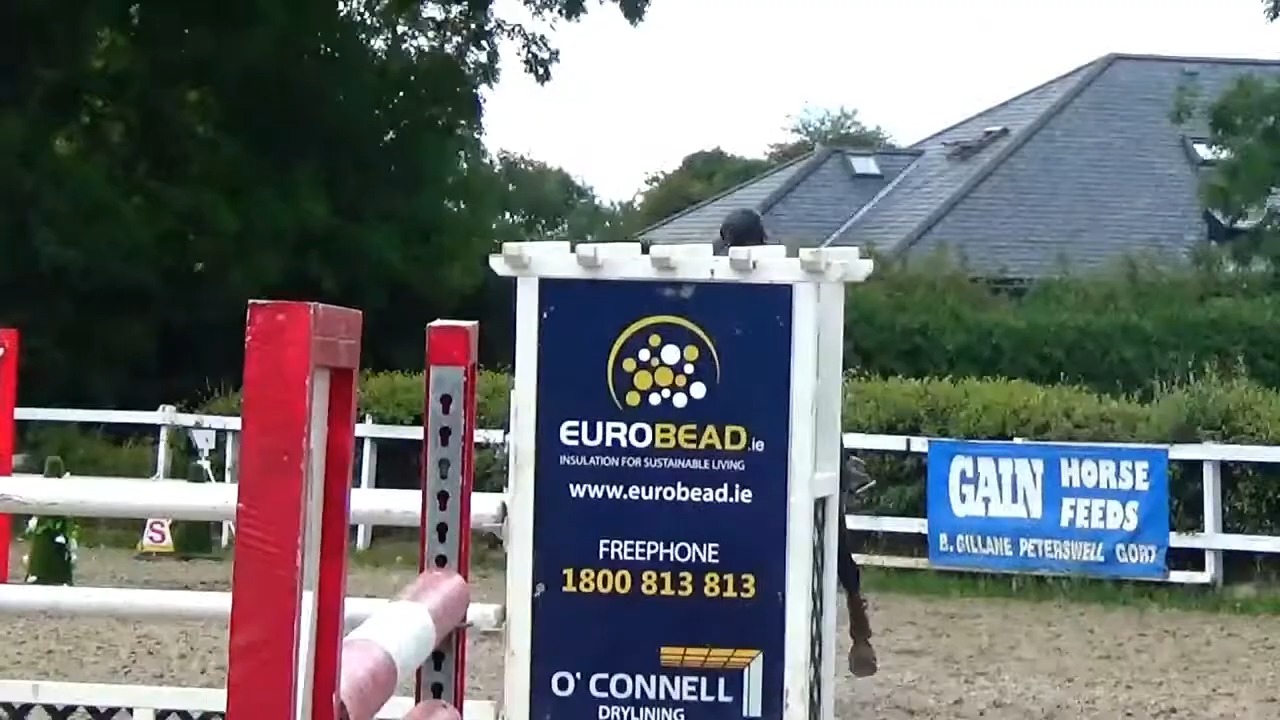 EUROBEAD.ie
INSULATION FOR SUSTAINABLE LIVING
www.eurobead.ie
FREEPHONE
1800 813 813
O' CONNELL
DRYLINING
GAIN HORSE FEEDS
B. GILLANE PETERSWELL GORT
S